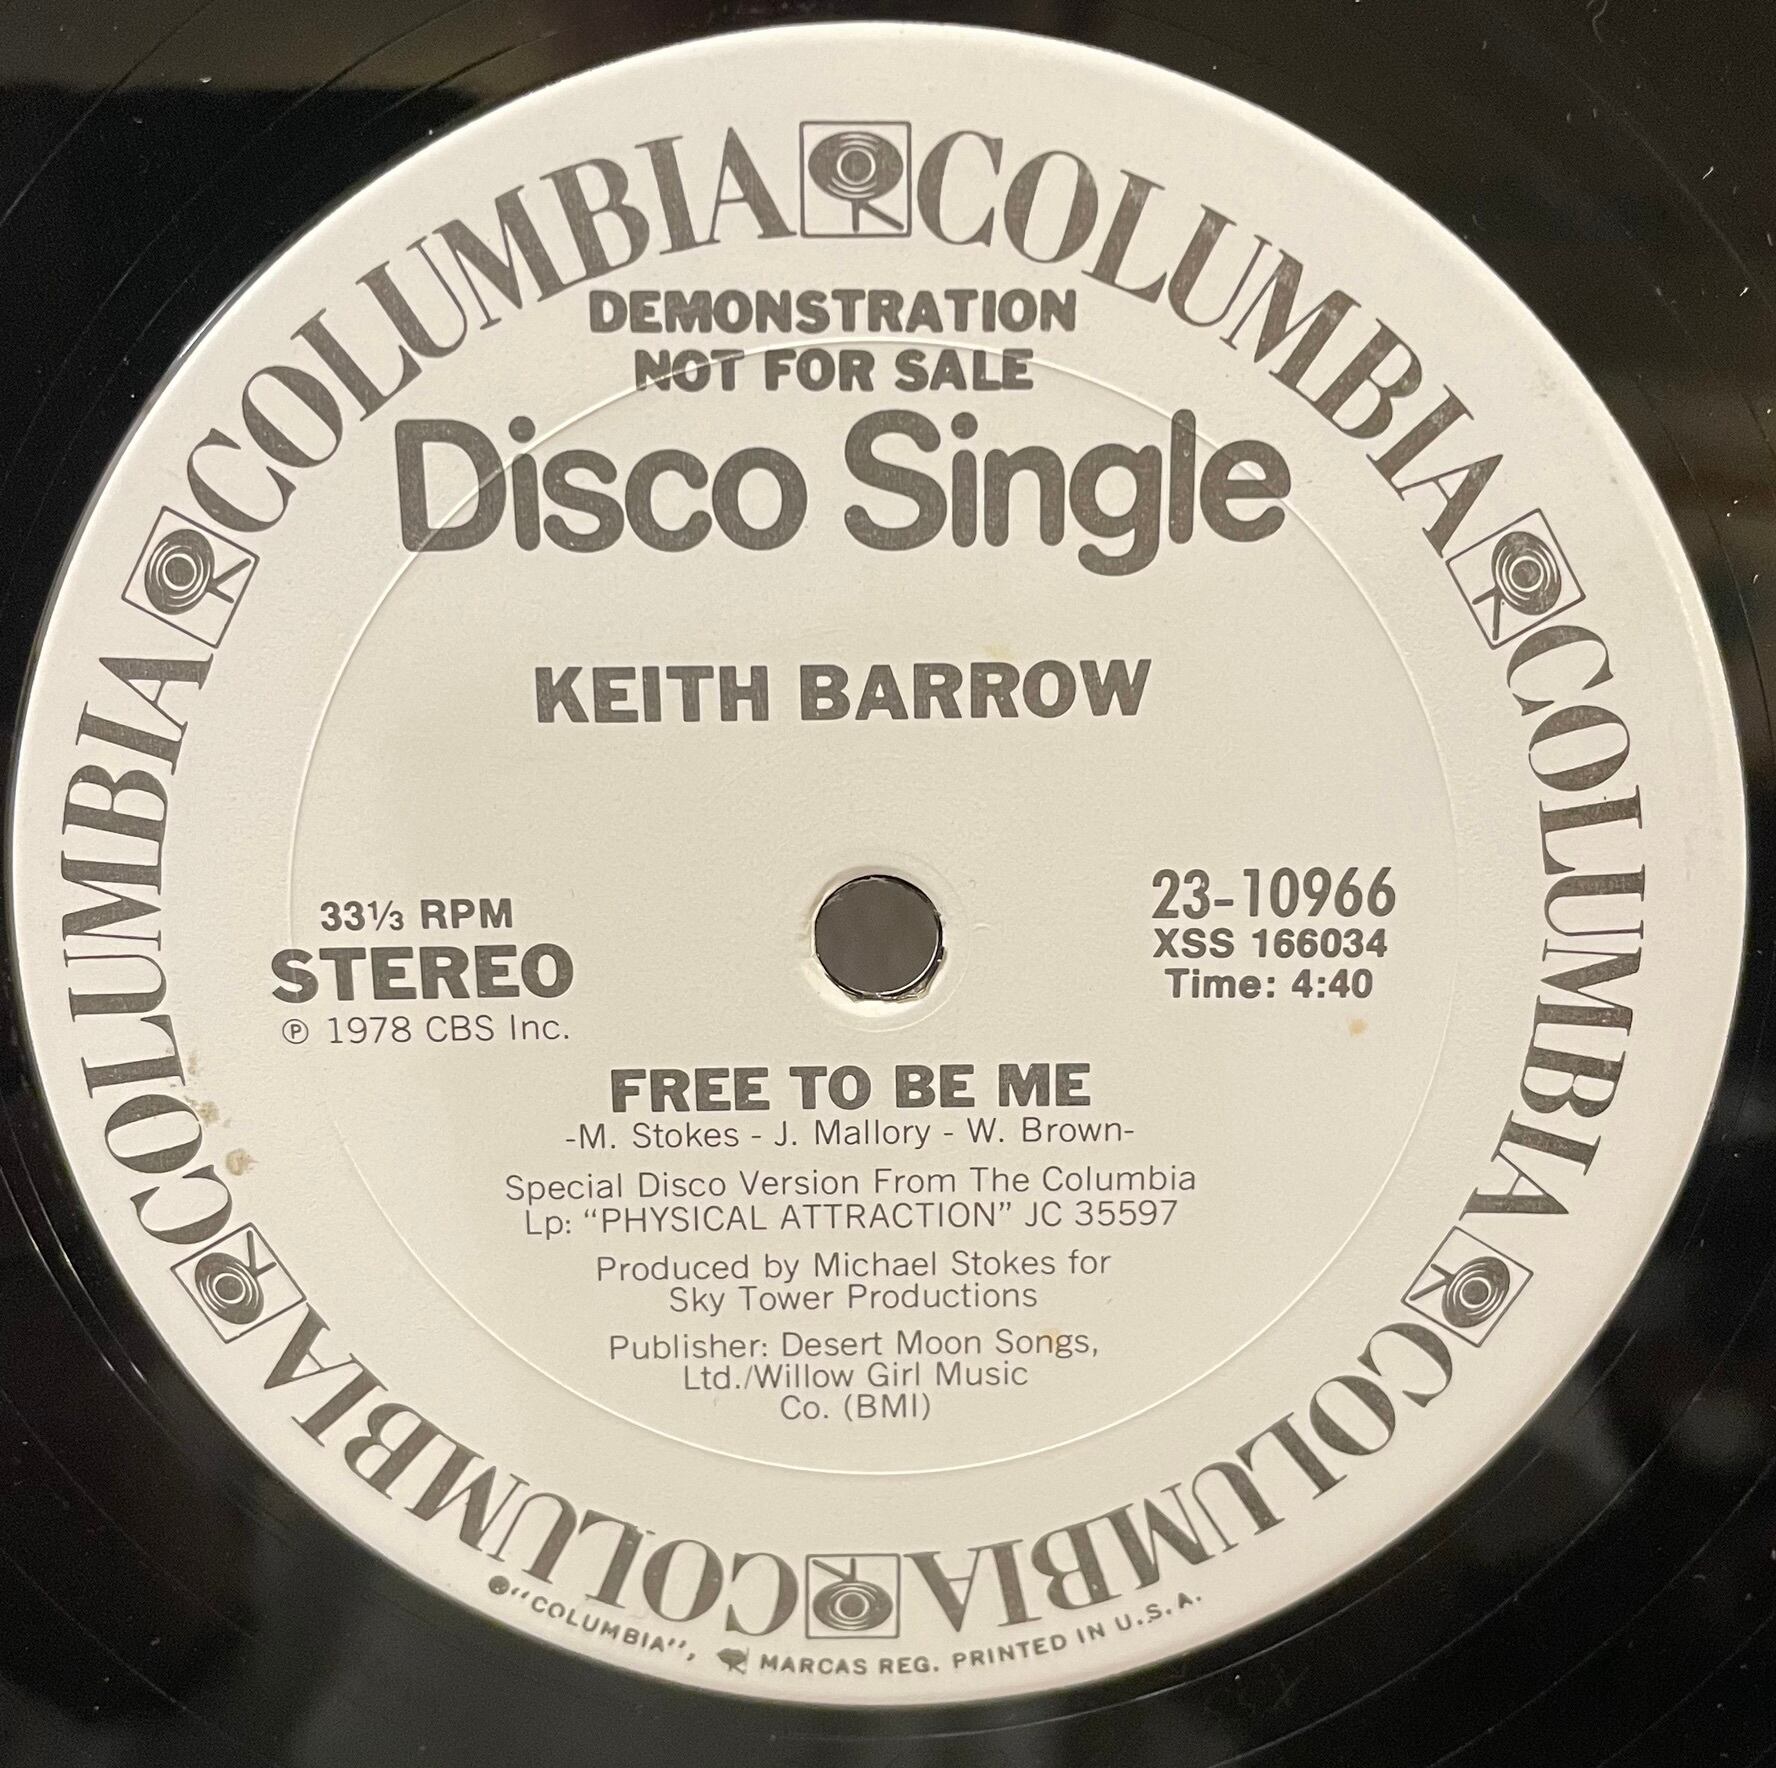 COLUMBIA COLUMBIA COLUMBIA COLUMBIA COLUMBIA COLUMBIA
DEMONSTRATION
NOT FOR SALE
Disco Single
KEITH BARROW
33⅓ RPM
STEREO
℗ 1978 CBS Inc.
23-10966
XSS 166034
Time: 4:40
FREE TO BE ME
-M. Stokes - J. Mallory - W. Brown-
Special Disco Version From The Columbia
Lp: “PHYSICAL ATTRACTION” JC 35597
Produced by Michael Stokes for
Sky Tower Productions
Publisher: Desert Moon Songs,
Ltd./Willow Girl Music
Co. (BMI)
"COLUMBIA", MARCAS REG. PRINTED IN U.S.A.